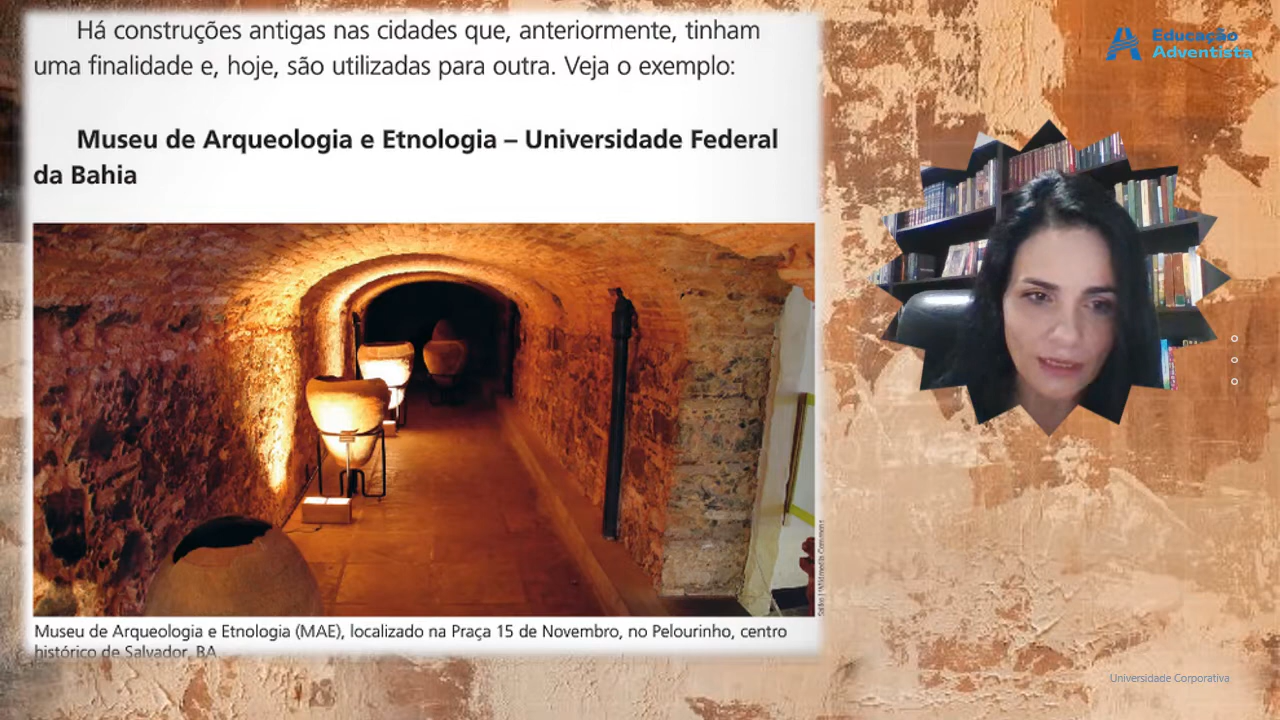 Há construções antigas nas cidades que, anteriormente, tinham
uma finalidade e, hoje, são utilizadas para outra. Veja o exemplo:
Museu de Arqueologia e Etnologia – Universidade Federal
da Bahia
Museu de Arqueologia e Etnologia (MAE), localizado na Praça 15 de Novembro, no Pelourinho, centro
histórico de Salvador, BA
Educação
Adventista
Universidade Corporativa